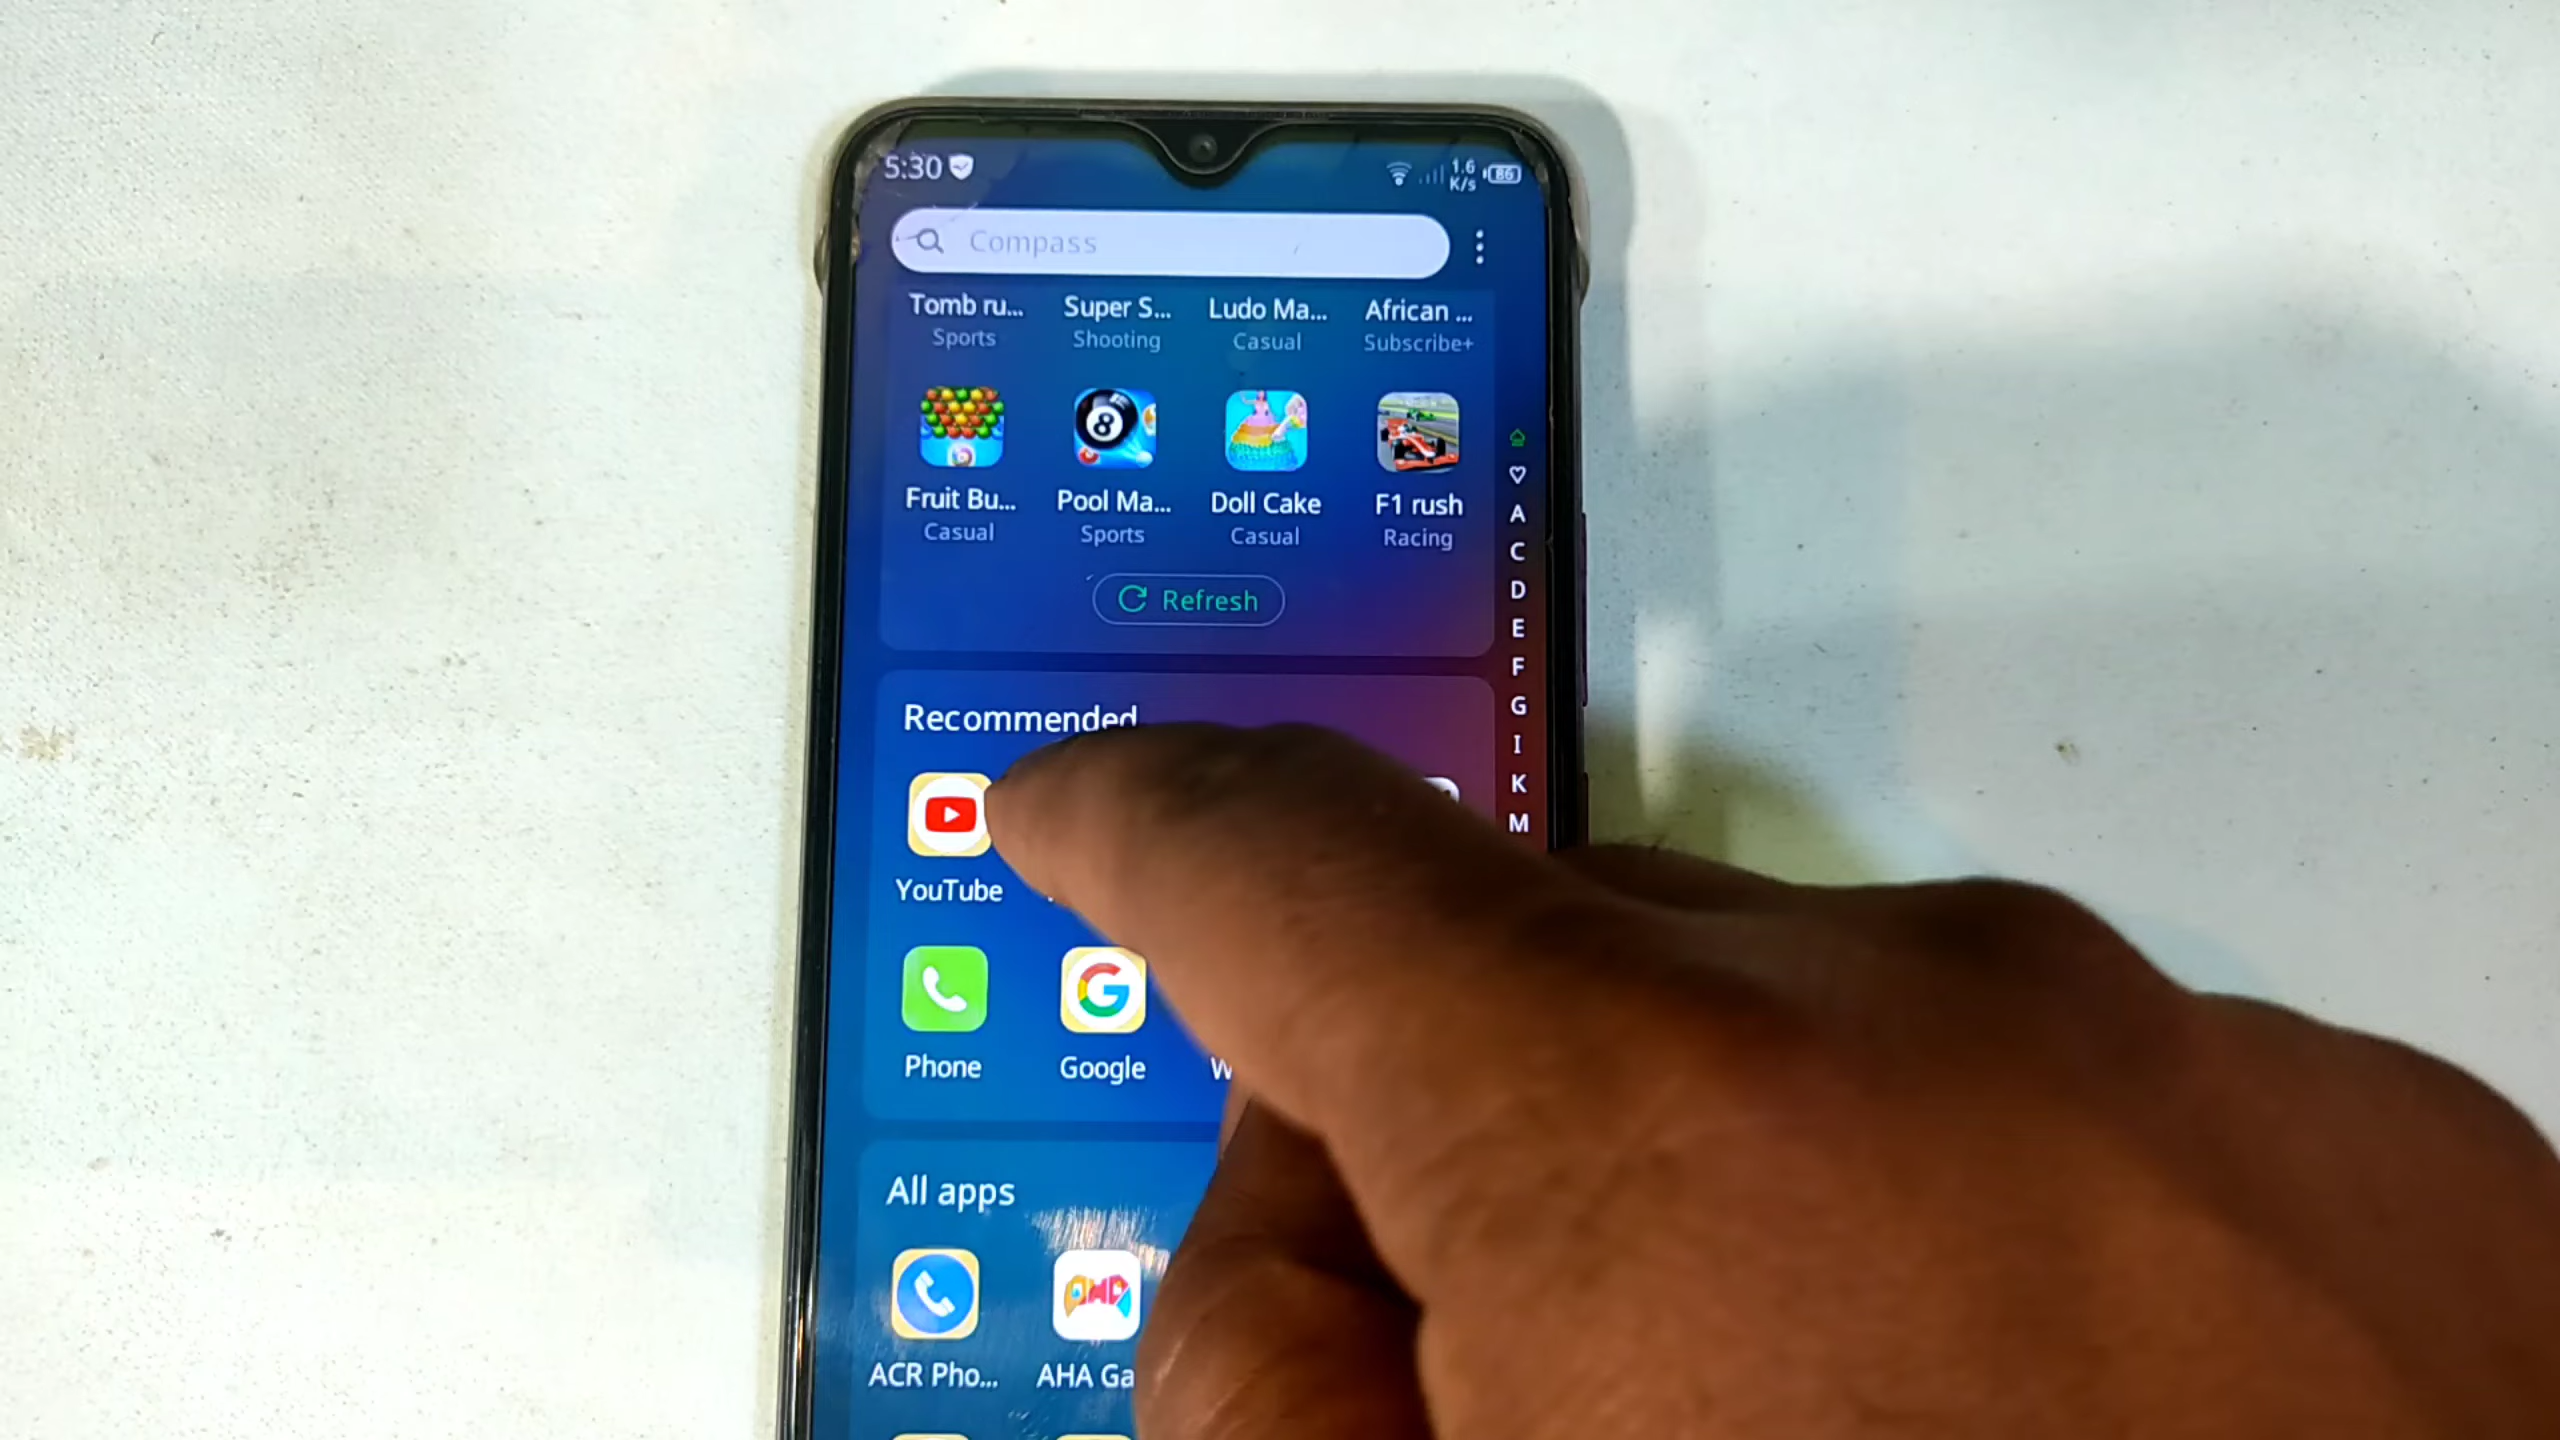 5:30 1.6 K/s 86
Compass
Tomb ru... Super S... Ludo Ma... African ...
Sports Shooting Casual Subscribe+
8
Fruit Bu... Pool Ma... Doll Cake F1 rush
Casual Sports Casual Racing
Refresh
A
C
D
E
F
G
I
K
M
Recommended
YouTube
G
Phone Google W
All apps
AHA
ACR Pho... AHA Ga